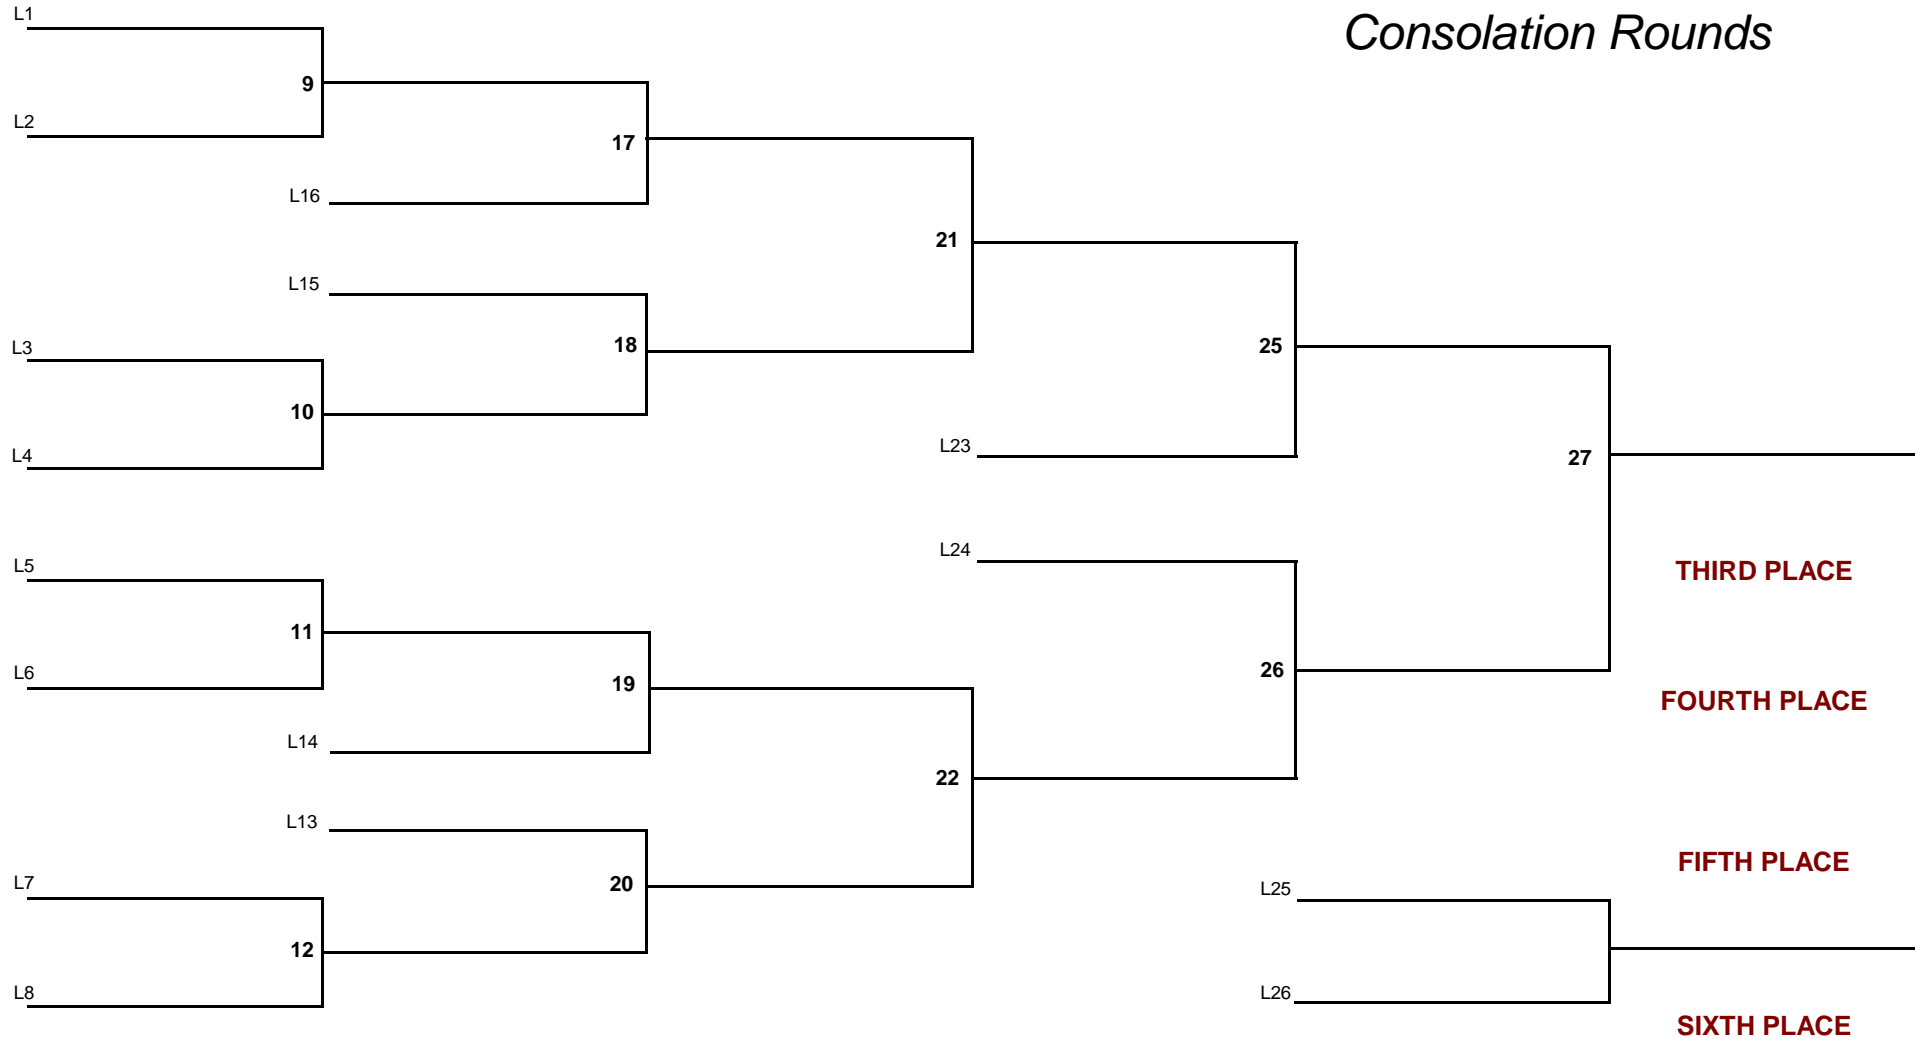 L1
Consolation Rounds
9
L2
17
L16
21
L15
L3
18
25
10
L23
L4
27
L24
L5
THIRD PLACE
11
L6
26
19
FOURTH PLACE
L14
22
L13
FIFTH PLACE
L7
20
L25
12
L8
L26
SIXTH PLACE